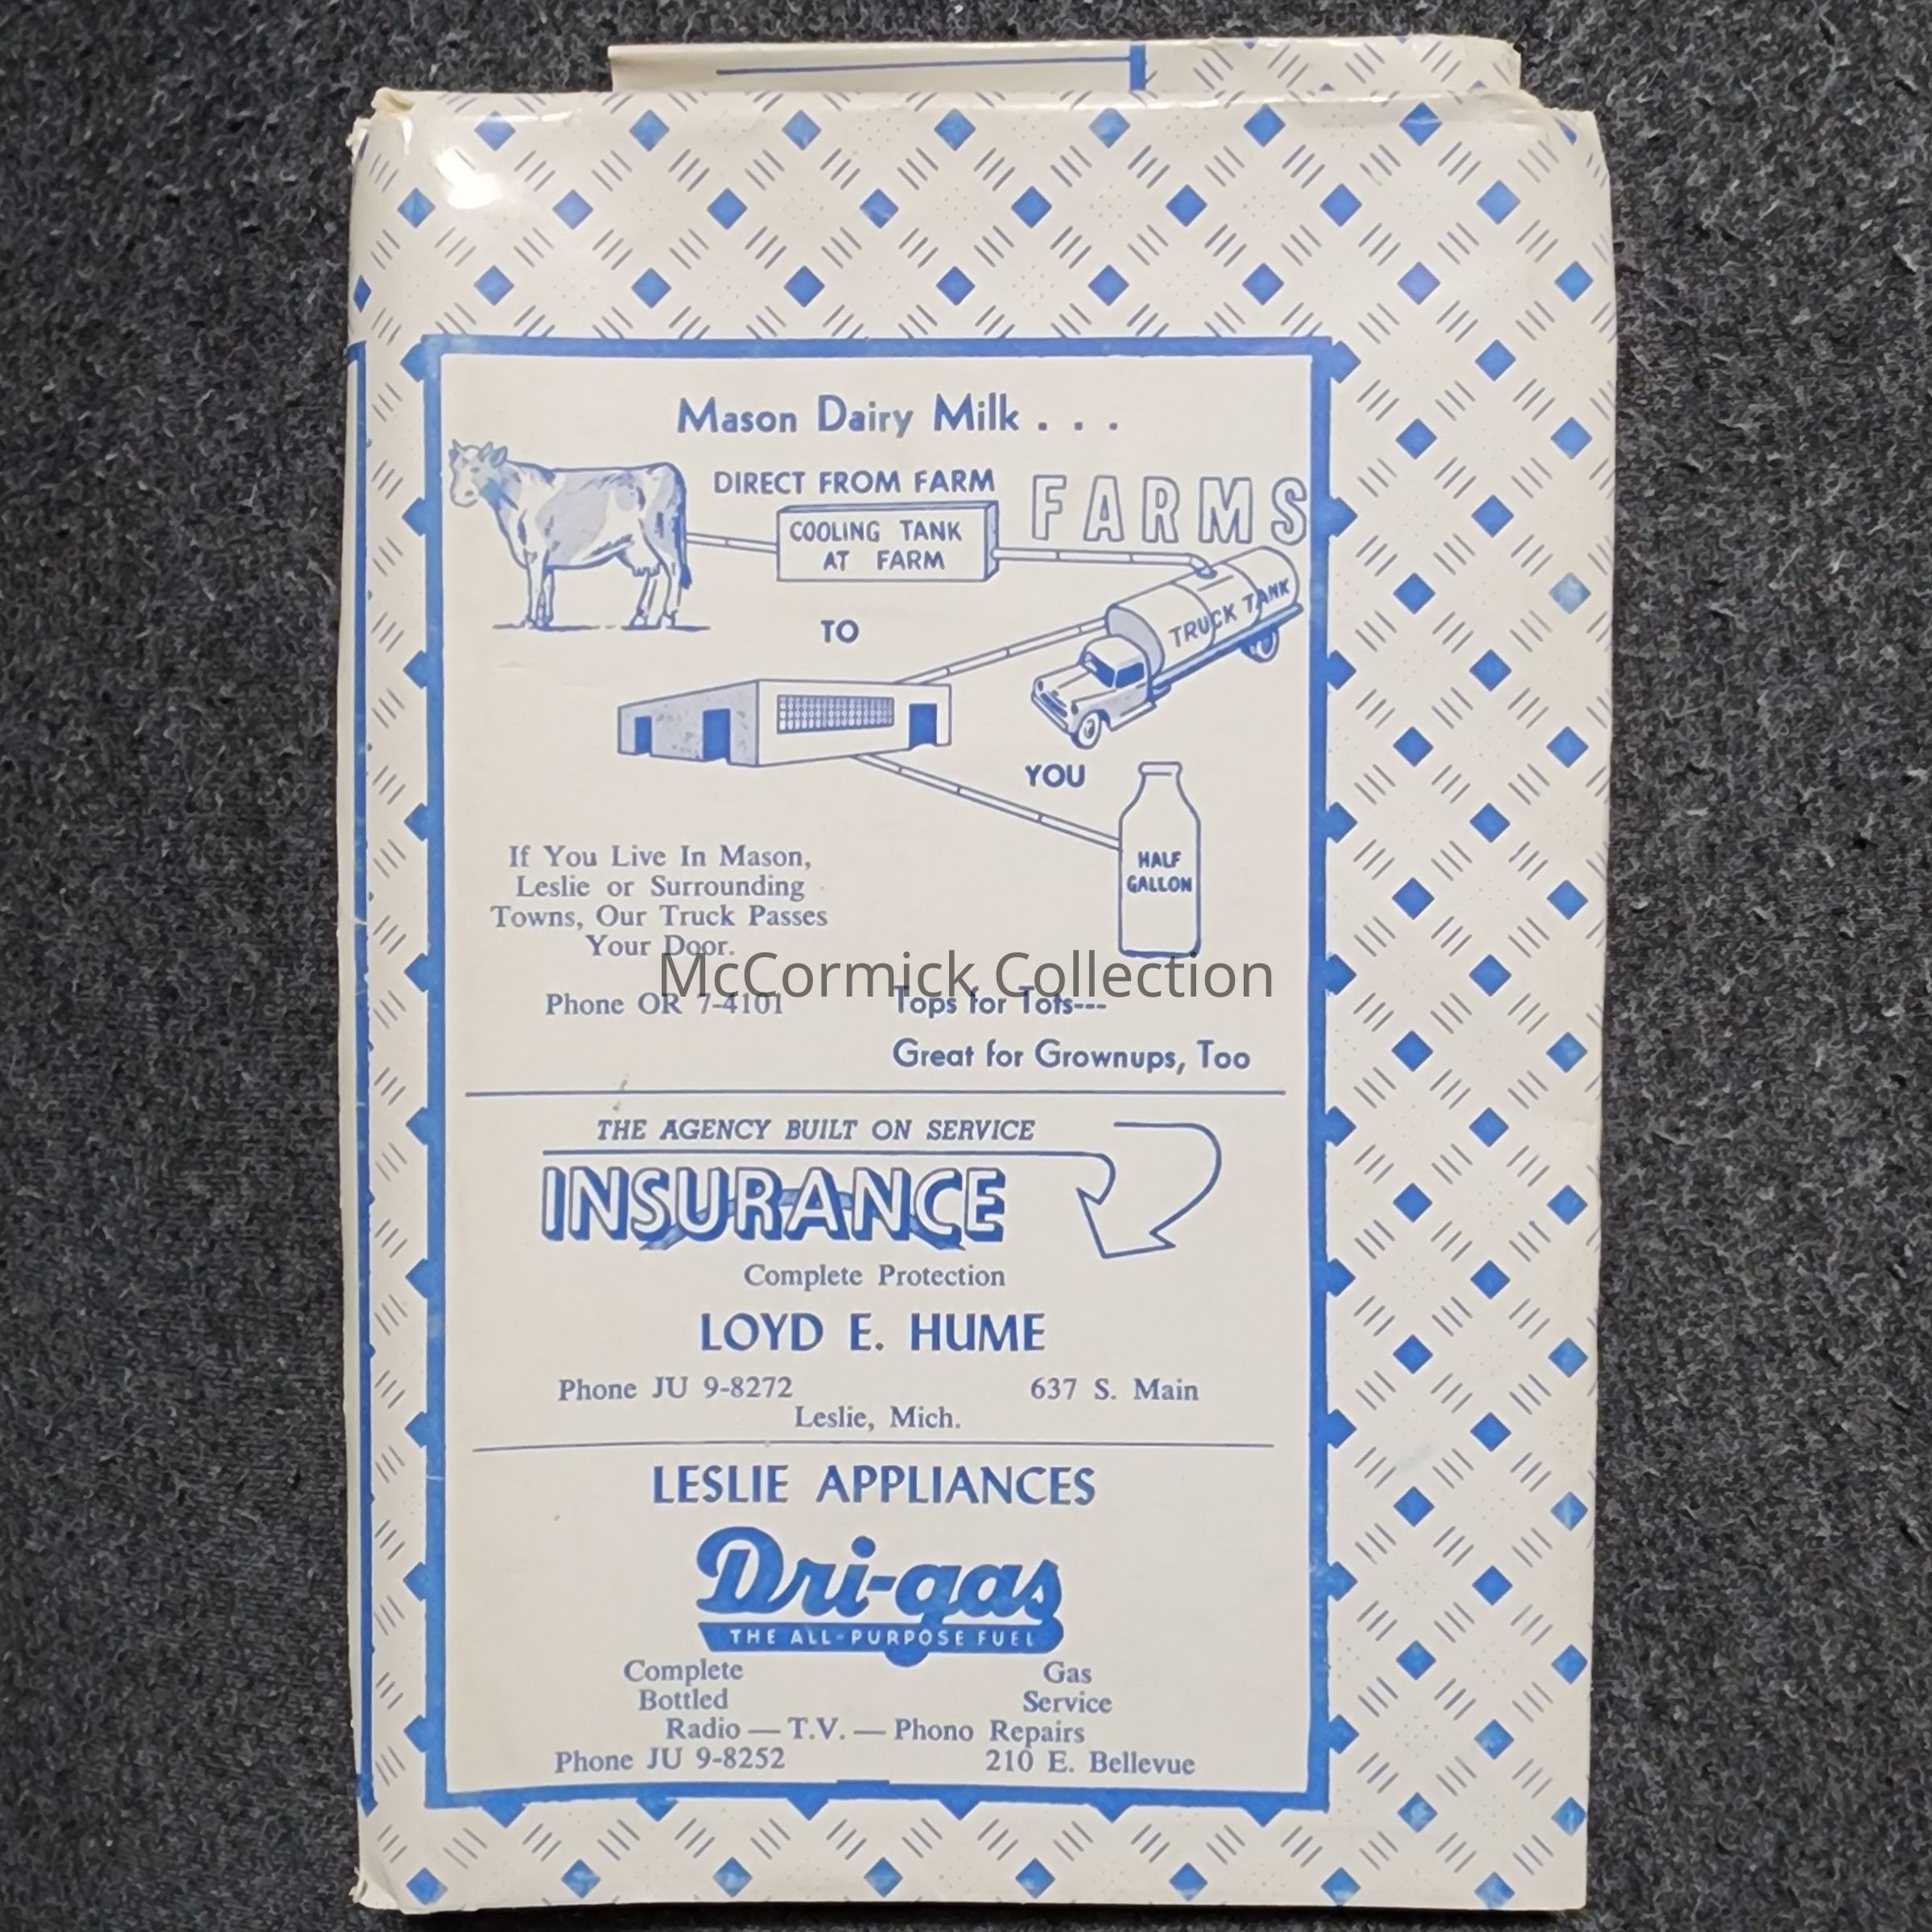 Mason Dairy Milk . . .
DIRECT FROM FARM
FARMS
COOLING TANK
AT FARM
TRUCK TANK
TO
YOU
HALF
GALLON
If You Live In Mason,
Leslie or Surrounding
Towns, Our Truck Passes
Your Door.
McCormick Collection
Phone OR 7-4101
Tops for Tots---
Great for Grownups, Too
THE AGENCY BUILT ON SERVICE
INSURANCE
Complete Protection
LOYD E. HUME
Phone JU 9-8272 637 S. Main
Leslie, Mich.
LESLIE APPLIANCES
Dri-gas
THE ALL-PURPOSE FUEL
Complete Gas
Bottled Service
Radio — T.V. — Phono Repairs
Phone JU 9-8252 210 E. Bellevue